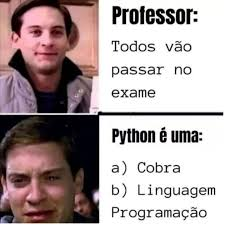 Professor:
Todos vão
passar no
exame
Python é uma:
a) Cobra
b) Linguagem
Programação